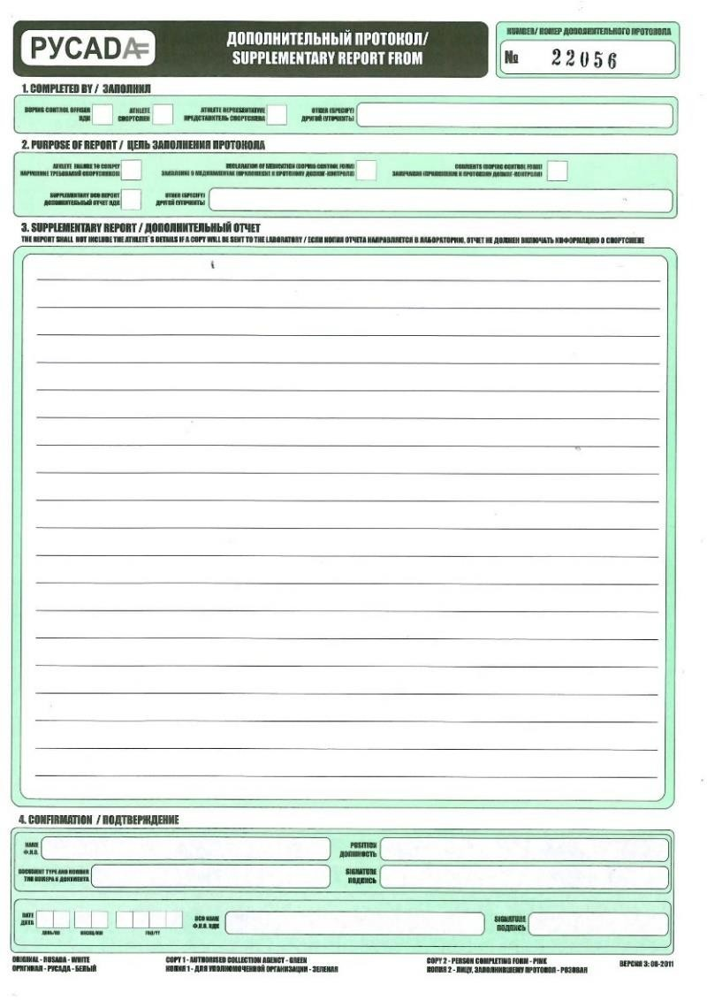 РУСАDA
ДОПОЛНИТЕЛЬНЫЙ ПРОТОКОЛ/
SUPPLEMENTARY REPORT FROM
NUMBER/ НОМЕР ДОПОЛНИТЕЛЬНОГО ПРОТОКОЛА
№ 22056
1. COMPLETED BY / ЗАПОЛНИЛ
DOPING CONTROL OFFICER
ИДК
ATHLETE
СПОРТСМЕН
ATHLETE REPRESENTATIVE
ПРЕДСТАВИТЕЛЬ СПОРТСМЕНА
OTHER (SPECIFY)
ДРУГОЙ (УТОЧНИТЬ)
2. PURPOSE OF REPORT / ЦЕЛЬ ЗАПОЛНЕНИЯ ПРОТОКОЛА
ATHLETE FAILURE TO COMPLY
НАРУШЕНИЕ ТРЕБОВАНИЙ СПОРТСМЕНОМ
DECLARATION OF MEDICATION (DOPING CONTROL FORM)
ЗАЯВЛЕНИЕ О МЕДИКАМЕНТАХ (ПРИЛОЖЕНИЕ К ПРОТОКОЛУ ДОПИНГ-КОНТРОЛЯ)
COMMENTS (DOPING CONTROL FORM)
ЗАМЕЧАНИЯ (ПРИЛОЖЕНИЕ К ПРОТОКОЛУ ДОПИНГ-КОНТРОЛЯ)
SUPPLEMENTARY DCO REPORT
ДОПОЛНИТЕЛЬНЫЙ ОТЧЕТ ИДК
OTHER (SPECIFY)
ДРУГОЙ (УТОЧНИТЬ)
3. SUPPLEMENTARY REPORT / ДОПОЛНИТЕЛЬНЫЙ ОТЧЕТ
THE REPORT SHALL NOT INCLUDE THE ATHLETE`S DETAILS IF A COPY WILL BE SENT TO THE LABORATORY / ЕСЛИ КОПИЯ ОТЧЕТА НАПРАВЛЯЕТСЯ В ЛАБОРАТОРИЮ, ОТЧЕТ НЕ ДОЛЖЕН ВКЛЮЧАТЬ ИНФОРМАЦИЮ О СПОРТСМЕНЕ
4. CONFIRMATION / ПОДТВЕРЖДЕНИЕ
NAME
Ф.И.О.
POSITION
ДОЛЖНОСТЬ
DOCUMENT TYPE AND NUMBER
ТИП НОМЕРА И ДОКУМЕНТА
SIGNATURE
ПОДПИСЬ
DATE
ДАТА
ДЕНЬ/DD
МЕСЯЦ/MM
ГОД/YY
DCO NAME
Ф.И.О. ИДК
SIGNATURE
ПОДПИСЬ
ORIGINAL - RUSADA - WHITE
ОРИГИНАЛ - РУСАДА - БЕЛЫЙ
COPY 1 - AUTHORISED COLLECTION AGENCY - GREEN
КОПИЯ 1 - ДЛЯ УПОЛНОМОЧЕННОЙ ОРГАНИЗАЦИИ - ЗЕЛЕНАЯ
COPY 2 - PERSON COMPLETING FORM - PINK
КОПИЯ 2 - ЛИЦУ, ЗАПОЛНИВШЕМУ ПРОТОКОЛ - РОЗОВАЯ
ВЕРСИЯ 3: 08-2011